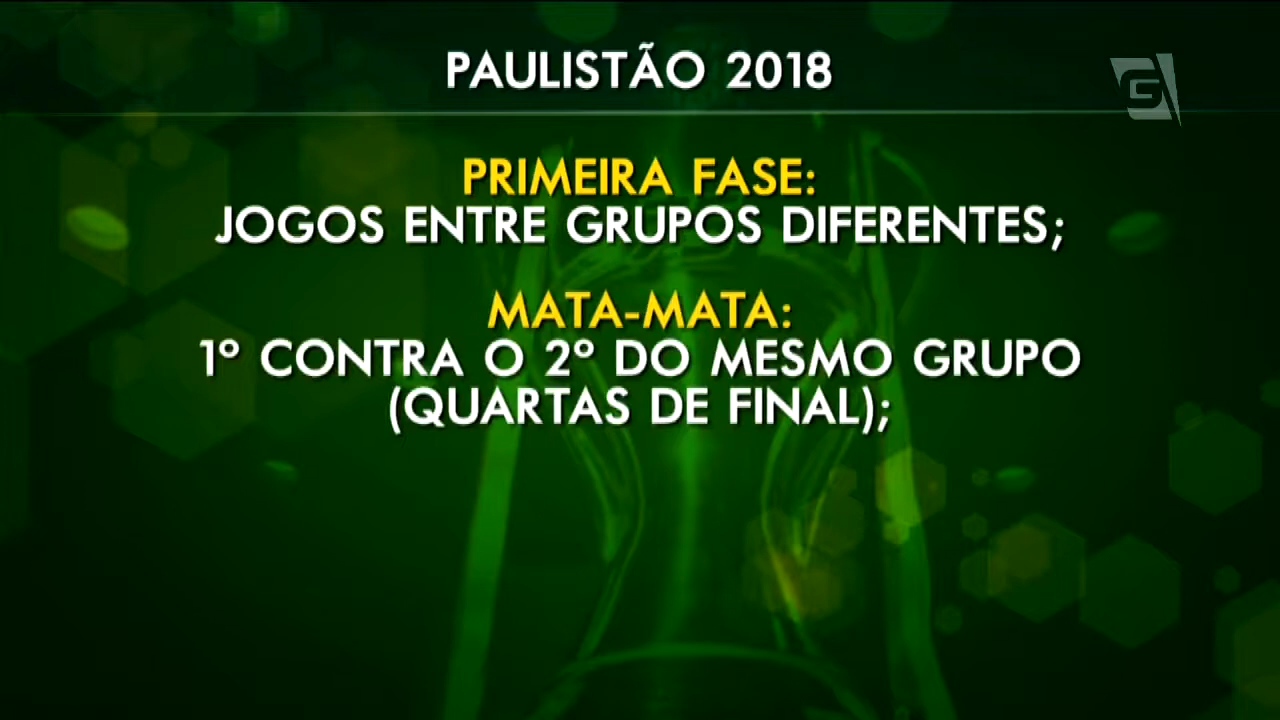 PAULISTÃO 2018
PRIMEIRA FASE:
JOGOS ENTRE GRUPOS DIFERENTES;
MATA-MATA:
1º CONTRA O 2º DO MESMO GRUPO
(QUARTAS DE FINAL);